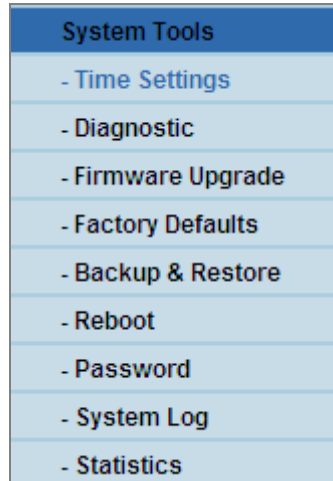 System Tools
- Time Settings
- Diagnostic
- Firmware Upgrade
- Factory Defaults
- Backup & Restore
- Reboot
- Password
- System Log
- Statistics